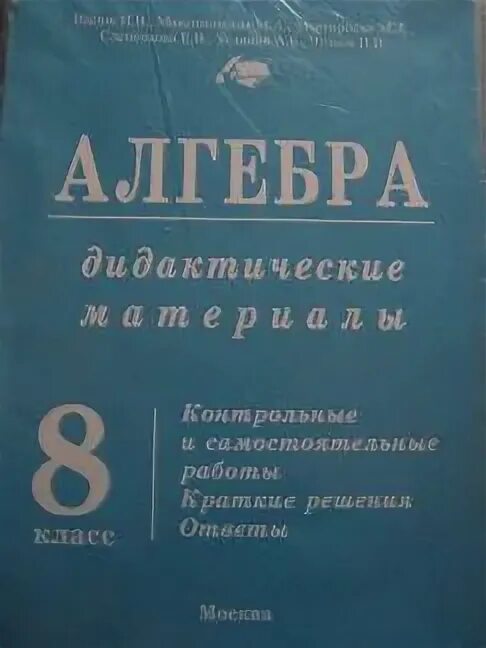 АЛГЕБРА
дидактические
материалы
8
класс
Контрольные
и самостоятельные
работы
Краткие решения
Ответы
Москва